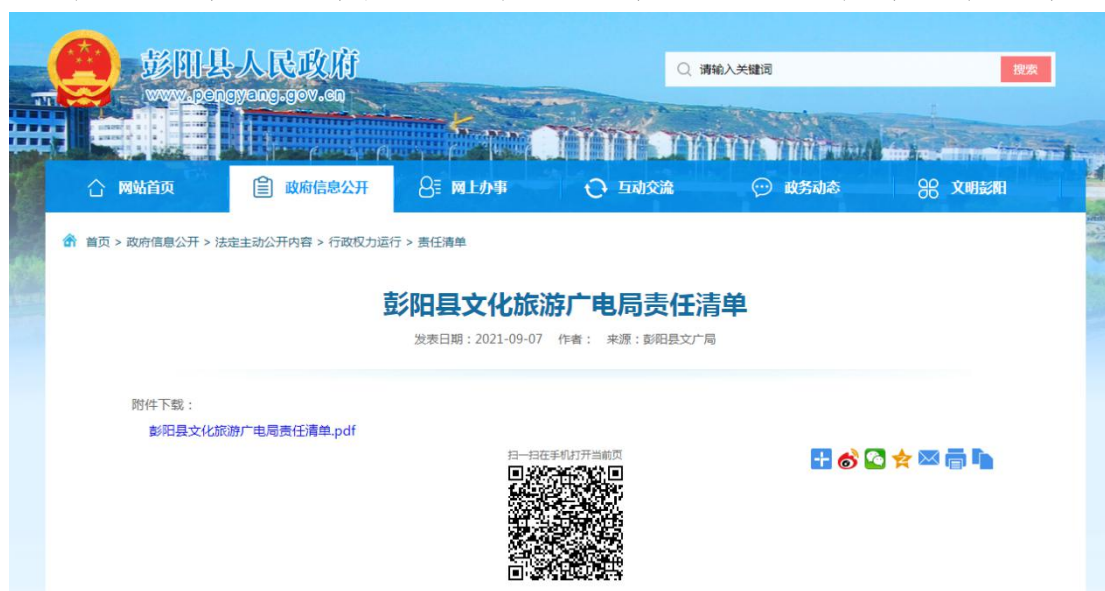 彭阳县人民政府
www.pengyang.gov.cn
请输入关键词
搜索
网站首页
政府信息公开
网上办事
互动交流
政务动态
文明彭阳
首页 > 政府信息公开 > 法定主动公开内容 > 行政权力运行 > 责任清单
彭阳县文化旅游广电局责任清单
发表日期：2021-09-07 作者： 来源：彭阳县文广局
附件下载：
彭阳县文化旅游广电局责任清单.pdf
扫一扫在手机打开当前页